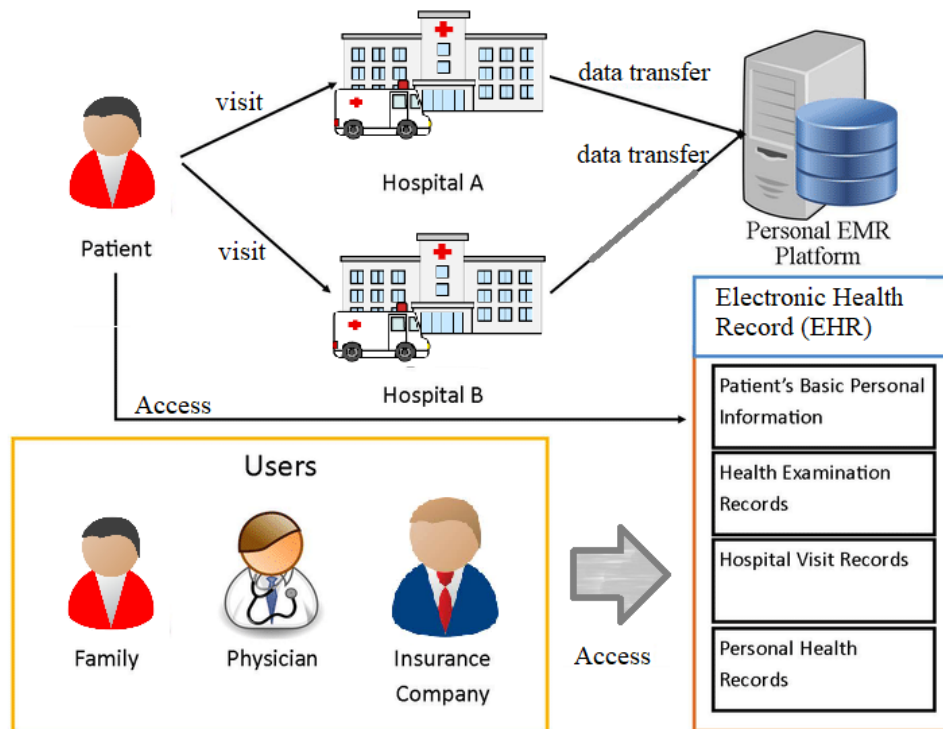 visit
data transfer
Hospital A
data transfer
Patient
visit
Personal EMR
Platform
Hospital B
Access
Electronic Health
Record (EHR)
Patient's Basic Personal
Information
Health Examination
Records
Hospital Visit Records
Personal Health
Records
Users
Family
Physician
Insurance
Company
Access